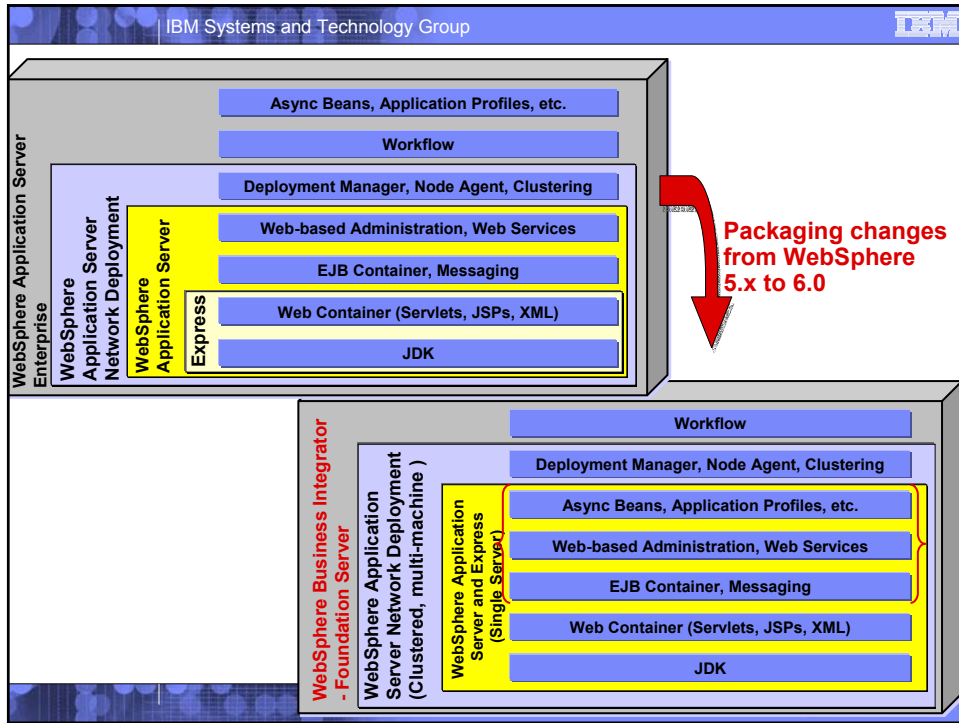 IBM Systems and Technology Group
IBM
WebSphere Application Server
Enterprise
WebSphere
Application Server
Network Deployment
WebSphere
Application Server
Express
Async Beans, Application Profiles, etc.
Workflow
Deployment Manager, Node Agent, Clustering
Web-based Administration, Web Services
EJB Container, Messaging
Web Container (Servlets, JSPs, XML)
JDK
Packaging changes
from WebSphere
5.x to 6.0
WebSphere Business Integrator
- Foundation Server
WebSphere Application
Server Network Deployment
(Clustered, multi-machine )
WebSphere Application
Server and Express
(Single Server)
Workflow
Deployment Manager, Node Agent, Clustering
Async Beans, Application Profiles, etc.
Web-based Administration, Web Services
EJB Container, Messaging
Web Container (Servlets, JSPs, XML)
JDK